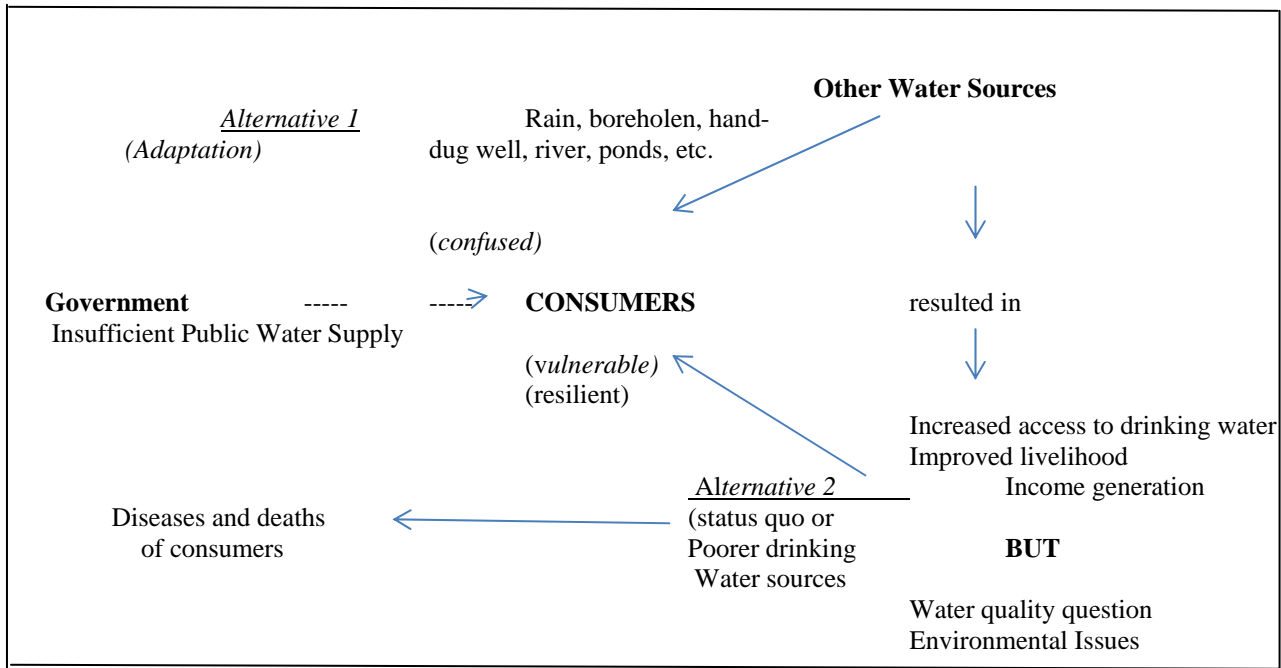 Other Water Sources
Alternative 1
(Adaptation)
Rain, boreholen, hand-
dug well, river, ponds, etc.
(confused)
Government ----- ----- CONSUMERS
Insufficient Public Water Supply
(vulnerable)
(resilient)
resulted in
Increased access to drinking water
Improved livelihood
Income generation
BUT
Water quality question
Environmental Issues
Alternative 2
(status quo or
Poorer drinking
Water sources
Diseases and deaths
of consumers